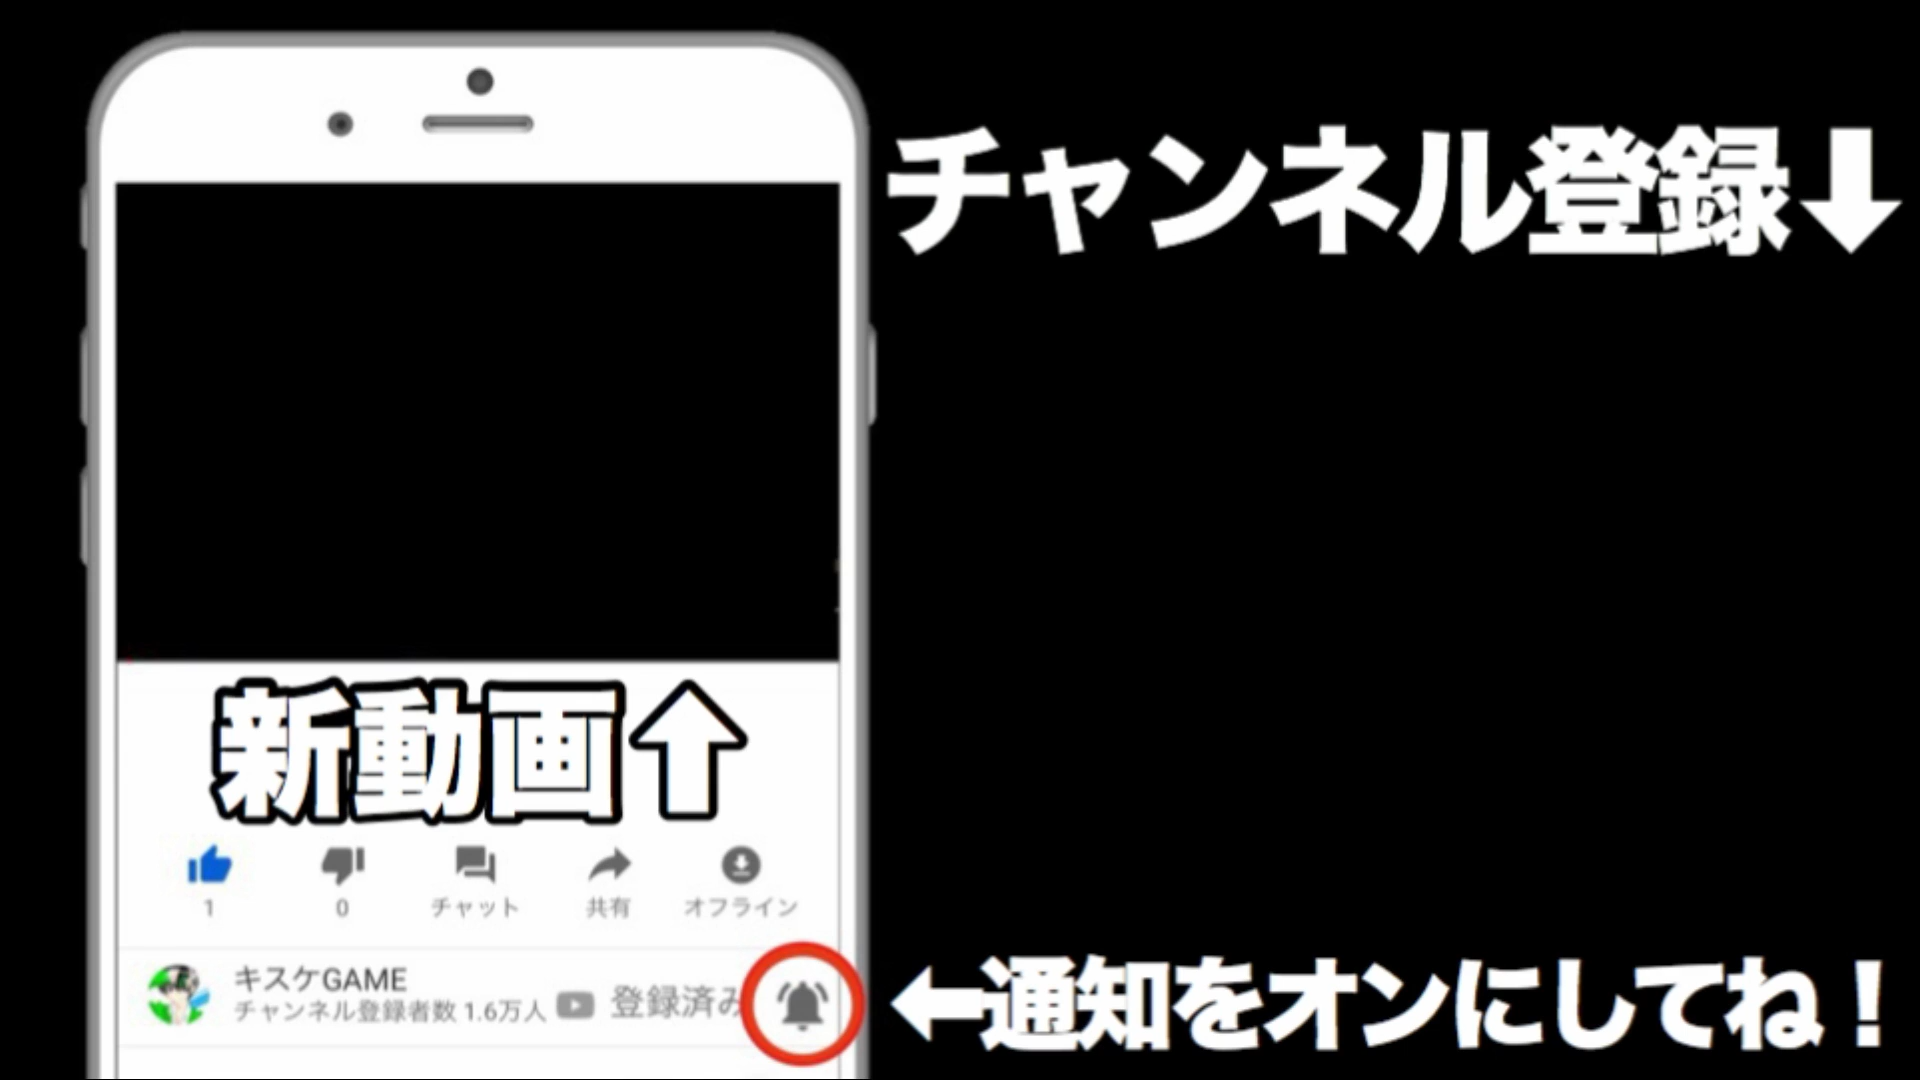 チャンネル登録⬇
新動画↑
1
0
チャット
共有
オフライン
キスケGAME
チャンネル登録者数 1.6万人
登録済み
⬅通知をオンにしてね！